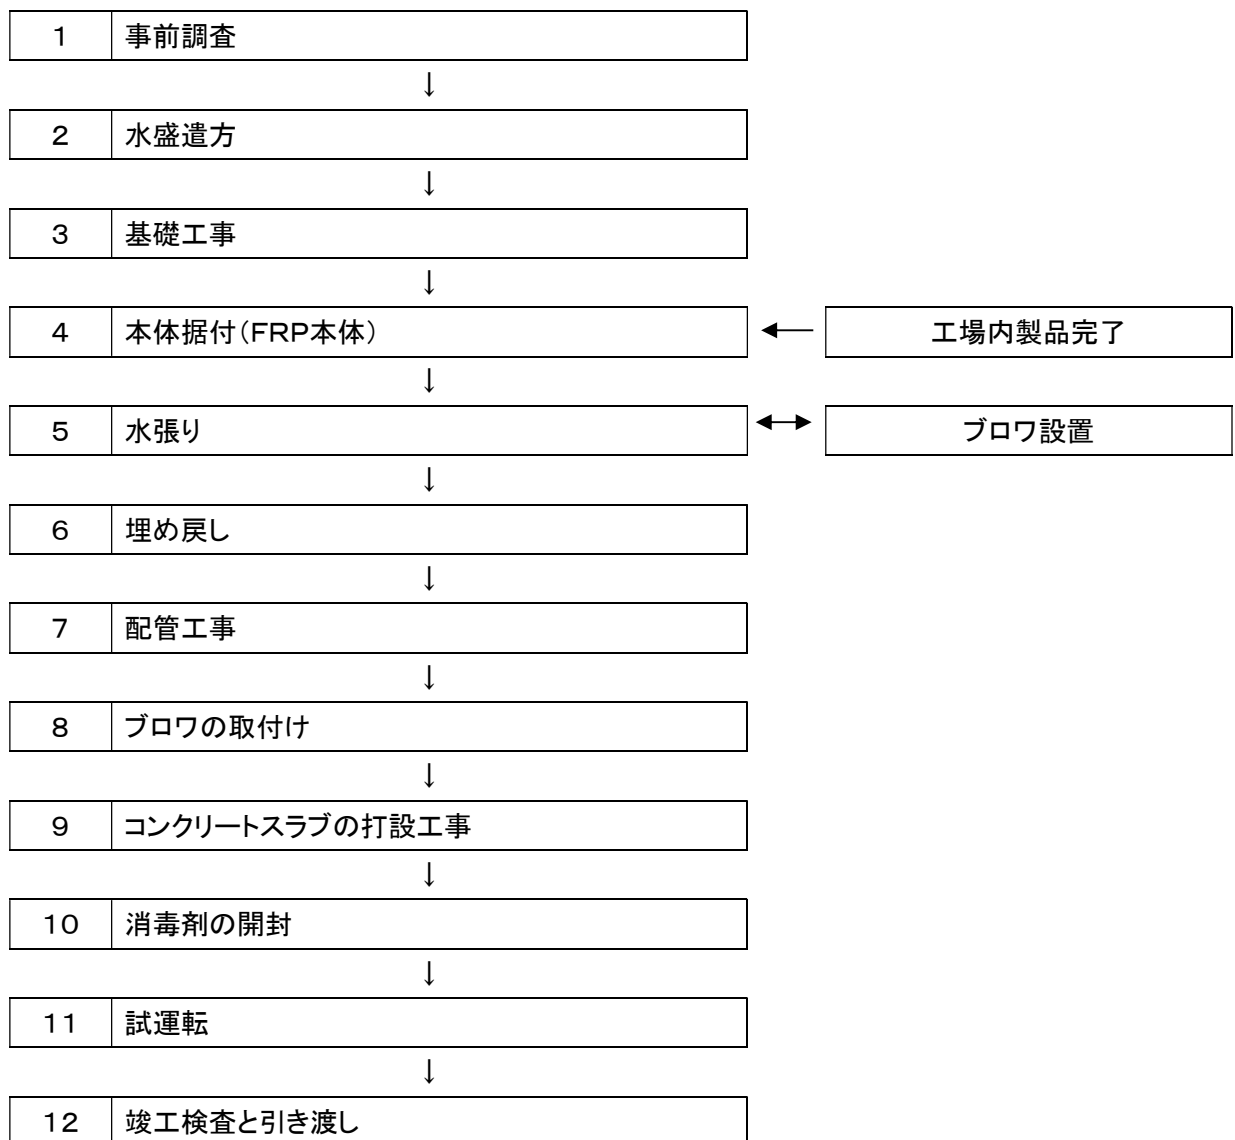 １ 事前調査
↓
２ 水盛遣方
↓
３ 基礎工事
↓
４ 本体据付（ＦＲＰ本体） ← 工場内製品完了
↓
５ 水張り ↔ ブロワ設置
↓
６ 埋め戻し
↓
７ 配管工事
↓
８ ブロワの取付け
↓
９ コンクリートスラブの打設工事
↓
１０ 消毒剤の開封
↓
１１ 試運転
↓
１２ 竣工検査と引き渡し